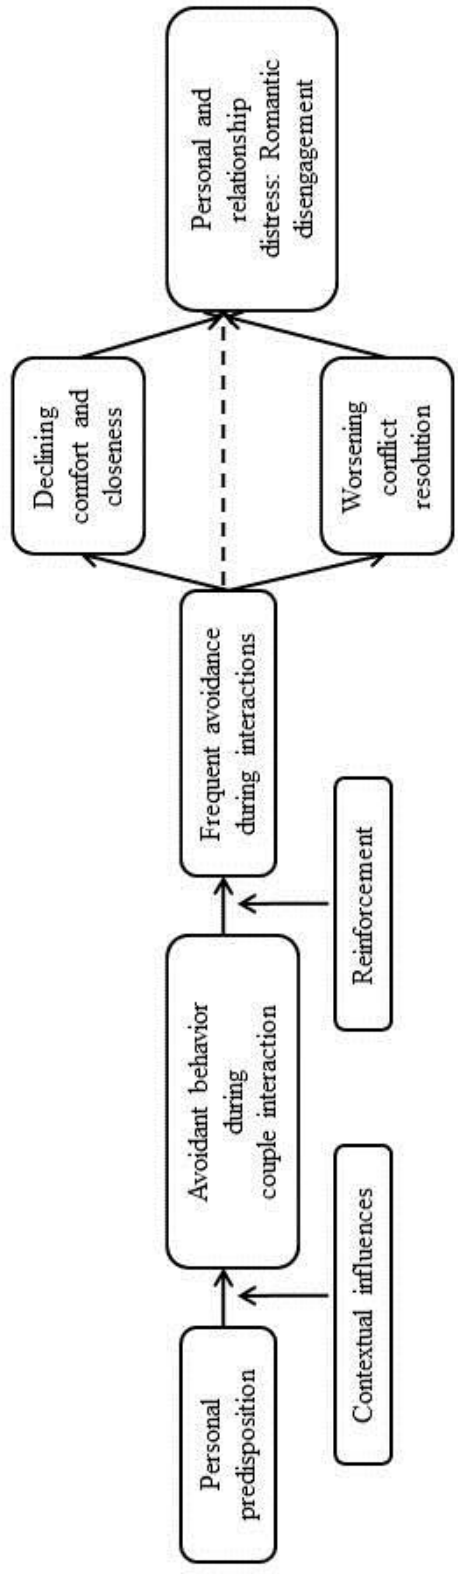 Personal
predisposition
Contextual influences
Avoidant behavior
during
couple interaction
Reinforcement
Frequent avoidance
during interactions
Declining
comfort and
closeness
Worsening
conflict
resolution
Personal and
relationship
distress: Romantic
disengagement